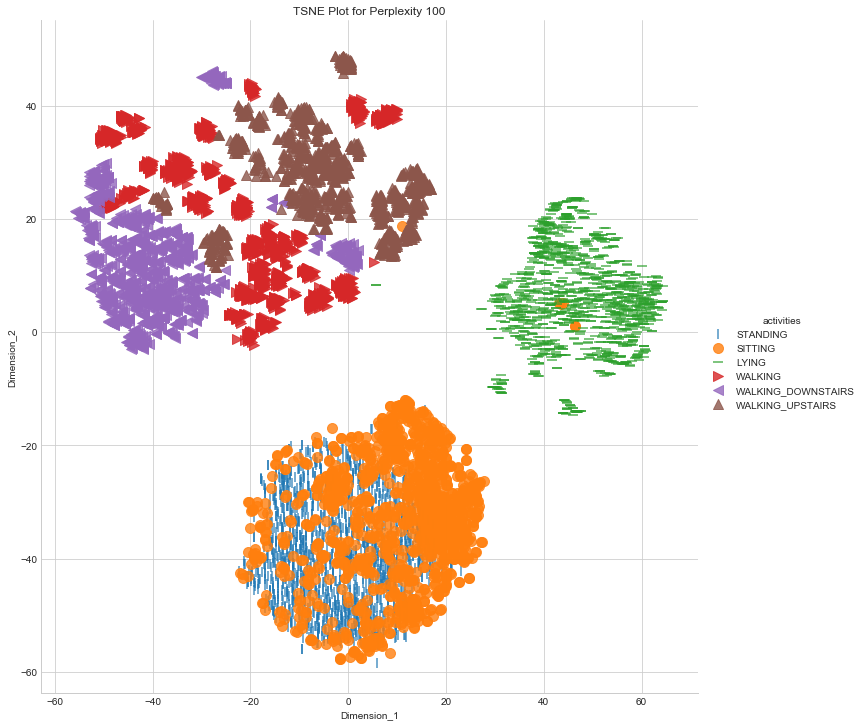 TSNE Plot for Perplexity 100
Dimension_2
40
20
0
−20
−40
−60
−60
−40
−20
0
20
40
60
Dimension_1
activities
STANDING
SITTING
LYING
WALKING
WALKING_DOWNSTAIRS
WALKING_UPSTAIRS